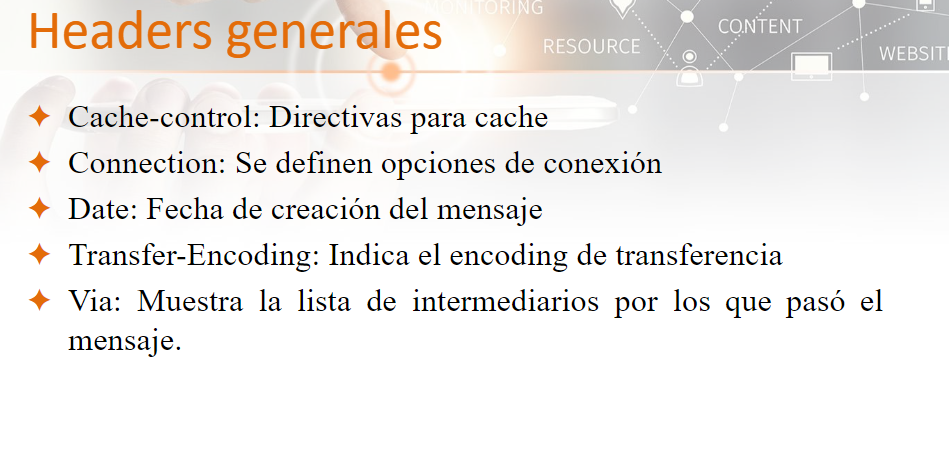 MONITORING
Headers generales
CONTENT
RESOURCE
Cache-control: Directivas para cache
Connection: Se definen opciones de conexión
Date: Fecha de creación del mensaje
Transfer-Encoding: Indica el encoding de transferencia
Via: Muestra la lista de intermediarios por los que pasó el
mensaje.